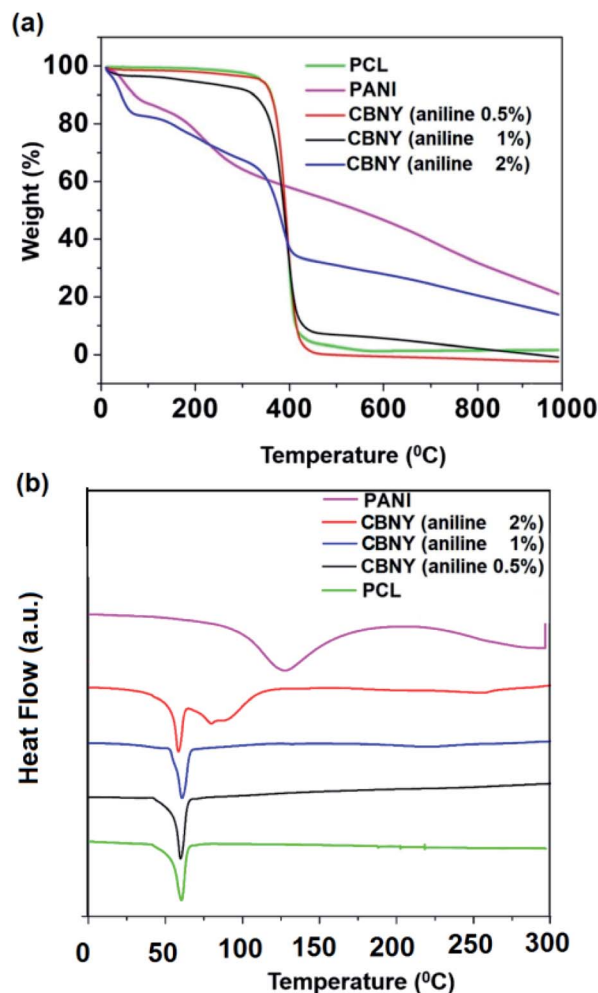 (a)
100
80
60
40
20
0
Weight (%)
PCL
PANI
CBNY (aniline 0.5%)
CBNY (aniline 1%)
CBNY (aniline 2%)
0 200 400 600 800 1000
Temperature (⁰C)
(b)
PANI
CBNY (aniline 2%)
CBNY (aniline 1%)
CBNY (aniline 0.5%)
PCL
Heat Flow (a.u.)
0 50 100 150 200 250 300
Temperature (⁰C)